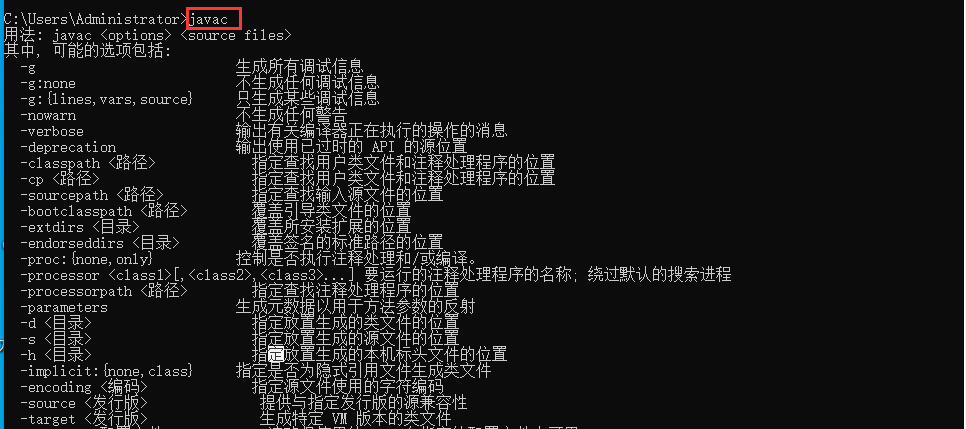 C:\Users\Administrator>javac
用法: javac <options> <source files>
其中, 可能的选项包括:
-g 生成所有调试信息
-g:none 不生成任何调试信息
-g:{lines,vars,source} 只生成某些调试信息
-nowarn 不生成任何警告
-verbose 输出有关编译器正在执行的操作的消息
-deprecation 输出使用已过时的 API 的源位置
-classpath <路径> 指定查找用户类文件和注释处理程序的位置
-cp <路径> 指定查找用户类文件和注释处理程序的位置
-sourcepath <路径> 指定查找输入源文件的位置
-bootclasspath <路径> 覆盖引导类文件的位置
-extdirs <目录> 覆盖所安装扩展的位置
-endorseddirs <目录> 覆盖签名的标准路径的位置
-proc:{none,only} 控制是否执行注释处理和/或编译。
-processor <class1>[,<class2>,<class3>...] 要运行的注释处理程序的名称; 绕过默认的搜索进程
-processorpath <路径> 指定查找注释处理程序的位置
-parameters 生成元数据以用于方法参数的反射
-d <目录> 指定放置生成的类文件的位置
-s <目录> 指定放置生成的源文件的位置
-h <目录> 指定放置生成的本机标头文件的位置
-implicit:{none,class} 指定是否为隐式引用文件生成类文件
-encoding <编码> 指定源文件使用的字符编码
-source <发行版> 提供与指定发行版的源兼容性
-target <发行版> 生成特定 VM 版本的类文件